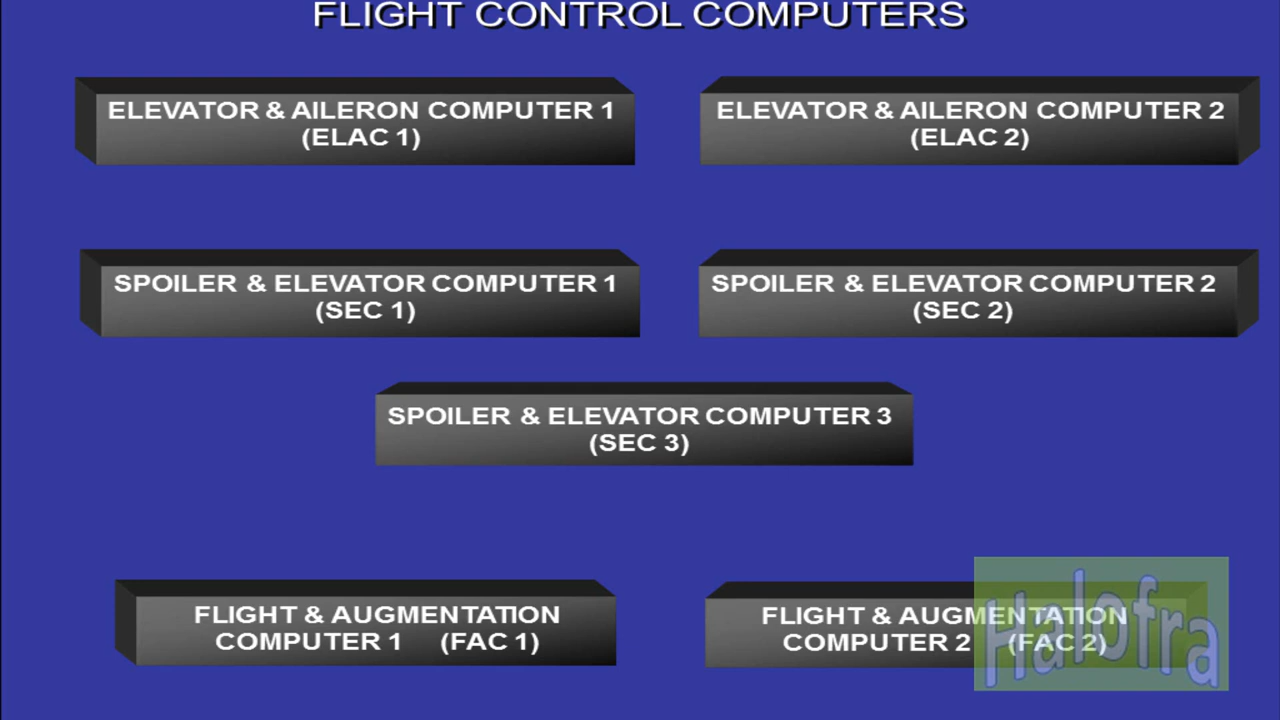 FLIGHT CONTROL COMPUTERS
ELEVATOR & AILERON COMPUTER 1
(ELAC 1)
ELEVATOR & AILERON COMPUTER 2
(ELAC 2)
SPOILER & ELEVATOR COMPUTER 1
(SEC 1)
SPOILER & ELEVATOR COMPUTER 2
(SEC 2)
SPOILER & ELEVATOR COMPUTER 3
(SEC 3)
FLIGHT & AUGMENTATION
COMPUTER 1 (FAC 1)
FLIGHT & AUGMENTATION
COMPUTER 2 (FAC 2)
Halofra